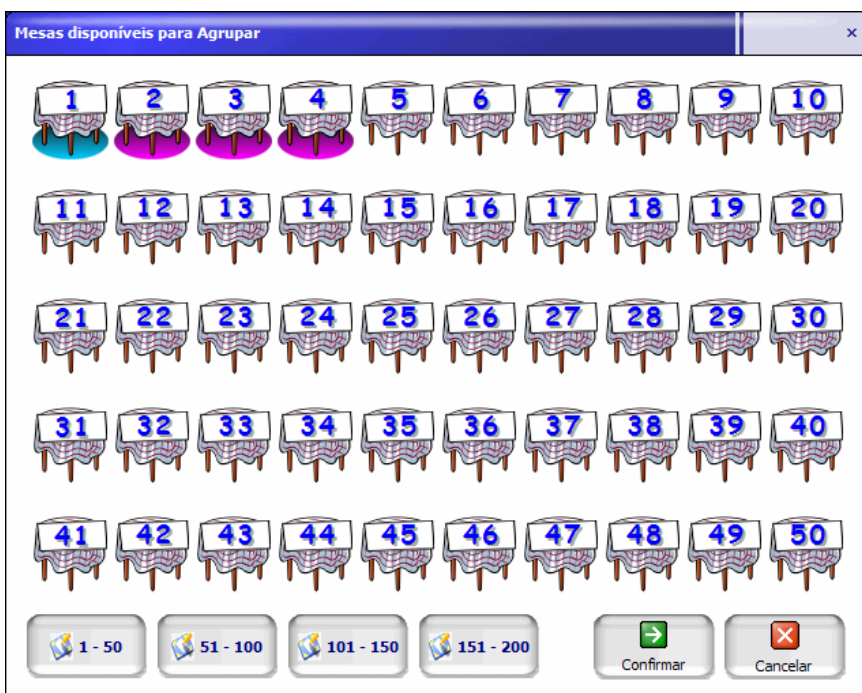 Mesas disponíveis para Agrupar
1 2 3 4 5 6 7 8 9 10
11 12 13 14 15 16 17 18 19 20
21 22 23 24 25 26 27 28 29 30
31 32 33 34 35 36 37 38 39 40
41 42 43 44 45 46 47 48 49 50
1 - 50 51 - 100 101 - 150 151 - 200 Confirmar Cancelar